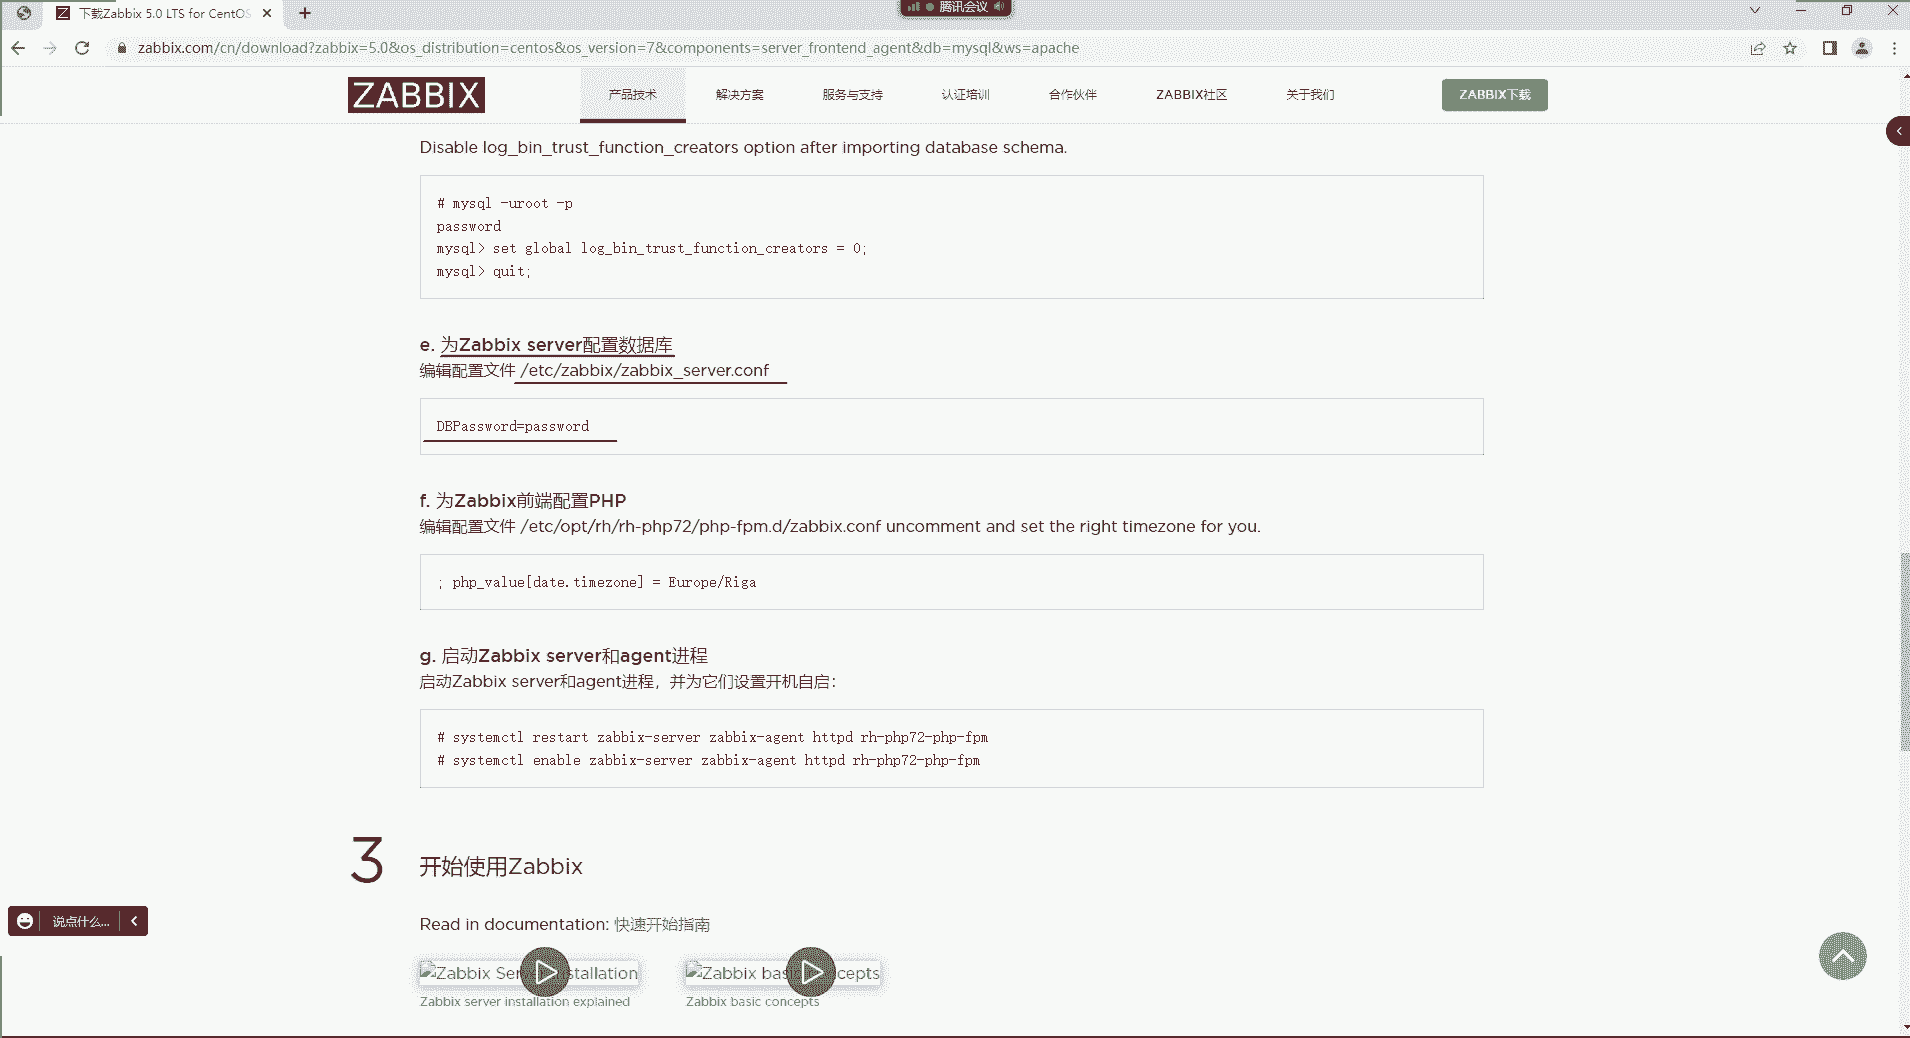 下载Zabbix 5.0 LTS for CentOS
腾讯会议
zabbix.com/cn/download?zabbix=5.0&os_distribution=centos&os_version=7&components=server_frontend_agent&db=mysql&ws=apache
ZABBIX
产品技术
解决方案
服务与支持
认证培训
合作伙伴
ZABBIX社区
关于我们
ZABBIX下载
Disable log_bin_trust_function_creators option after importing database schema.
# mysql -uroot -p
password
mysql> set global log_bin_trust_function_creators = 0;
mysql> quit;
e. 为Zabbix server配置数据库
编辑配置文件 /etc/zabbix/zabbix_server.conf
DBPassword=password
f. 为Zabbix前端配置PHP
编辑配置文件 /etc/opt/rh/rh-php72/php-fpm.d/zabbix.conf uncomment and set the right timezone for you.
; php_value[date.timezone] = Europe/Riga
g. 启动Zabbix server和agent进程
启动Zabbix server和agent进程，并为它们设置开机自启：
# systemctl restart zabbix-server zabbix-agent httpd rh-php72-php-fpm
# systemctl enable zabbix-server zabbix-agent httpd rh-php72-php-fpm
3
开始使用Zabbix
说点什么...
Read in documentation: 快速开始指南
Zabbix Ser stallation
Zabbix bas cepts
Zabbix server installation explained
Zabbix basic concepts